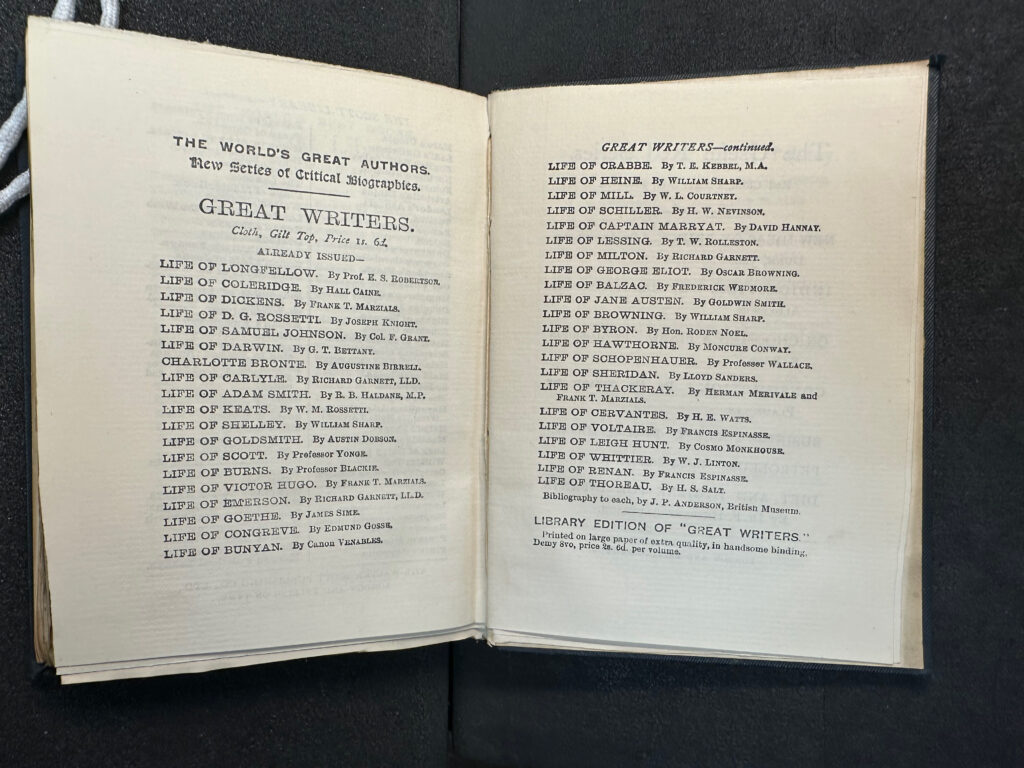 THE WORLD'S GREAT AUTHORS.
New Series of Critical Biographies.
GREAT WRITERS.
Cloth, Gilt Top, Price 1s. 6d.
ALREADY ISSUED—
LIFE OF LONGFELLOW. By Prof. E. S. Robertson.
LIFE OF COLERIDGE. By Hall Caine.
LIFE OF DICKENS. By Frank T. Marzials.
LIFE OF D. G. ROSSETTI. By Joseph Knight.
LIFE OF SAMUEL JOHNSON. By Col. F. Grant.
LIFE OF DARWIN. By G. T. Bettany.
CHARLOTTE BRONTE. By Augustine Birrell.
LIFE OF CARLYLE. By Richard Garnett, LL.D.
LIFE OF ADAM SMITH. By R. B. Haldane, M.P.
LIFE OF KEATS. By W. M. Rossetti.
LIFE OF SHELLEY. By William Sharp.
LIFE OF GOLDSMITH. By Austin Dobson.
LIFE OF SCOTT. By Professor Yonge.
LIFE OF BURNS. By Professor Blackie.
LIFE OF VICTOR HUGO. By Frank T. Marzials.
LIFE OF EMERSON. By Richard Garnett, LL.D.
LIFE OF GOETHE. By James Sime.
LIFE OF CONGREVE. By Edmund Gosse.
LIFE OF BUNYAN. By Canon Venables.
GREAT WRITERS—continued.
LIFE OF CRABBE. By T. E. Kebbel, M.A.
LIFE OF HEINE. By William Sharp.
LIFE OF MILL. By W. L. Courtney.
LIFE OF SCHILLER. By H. W. Nevinson.
LIFE OF CAPTAIN MARRYAT. By David Hannay.
LIFE OF LESSING. By T. W. Rolleston.
LIFE OF MILTON. By Richard Garnett.
LIFE OF GEORGE ELIOT. By Oscar Browning.
LIFE OF BALZAC. By Frederick Wedmore.
LIFE OF JANE AUSTEN. By Goldwin Smith.
LIFE OF BROWNING. By William Sharp.
LIFE OF BYRON. By Hon. Roden Noel.
LIFE OF HAWTHORNE. By Moncure Conway.
LIFE OF SCHOPENHAUER. By Professor Wallace.
LIFE OF SHERIDAN. By Lloyd Sanders.
LIFE OF THACKERAY. By Herman Merivale and
Frank T. Marzials.
LIFE OF CERVANTES. By H. E. Watts.
LIFE OF VOLTAIRE. By Francis Espinasse.
LIFE OF LEIGH HUNT. By Cosmo Monkhouse.
LIFE OF WHITTIER. By W. J. Linton.
LIFE OF RENAN. By Francis Espinasse.
LIFE OF THOREAU. By H. S. Salt.
Bibliography to each, by J. P. Anderson, British Museum.
LIBRARY EDITION OF "GREAT WRITERS."
Printed on large paper of extra quality, in handsome binding,
Demy 8vo, price 2s. 6d. per volume.